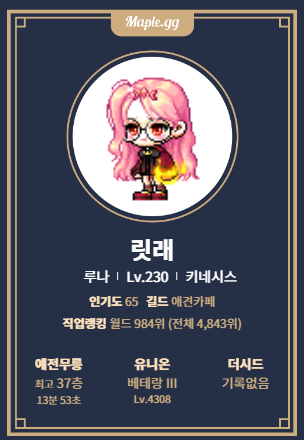 Maple.gg
릿래
루나 | Lv.230 | 키네시스
인기도 65 길드 애견카페
직업랭킹 월드 984위 (전체 4,843위)
예전무릉 유니온 더시드
최고 37층 베테랑 III 기록없음
13분 53초 Lv.4308